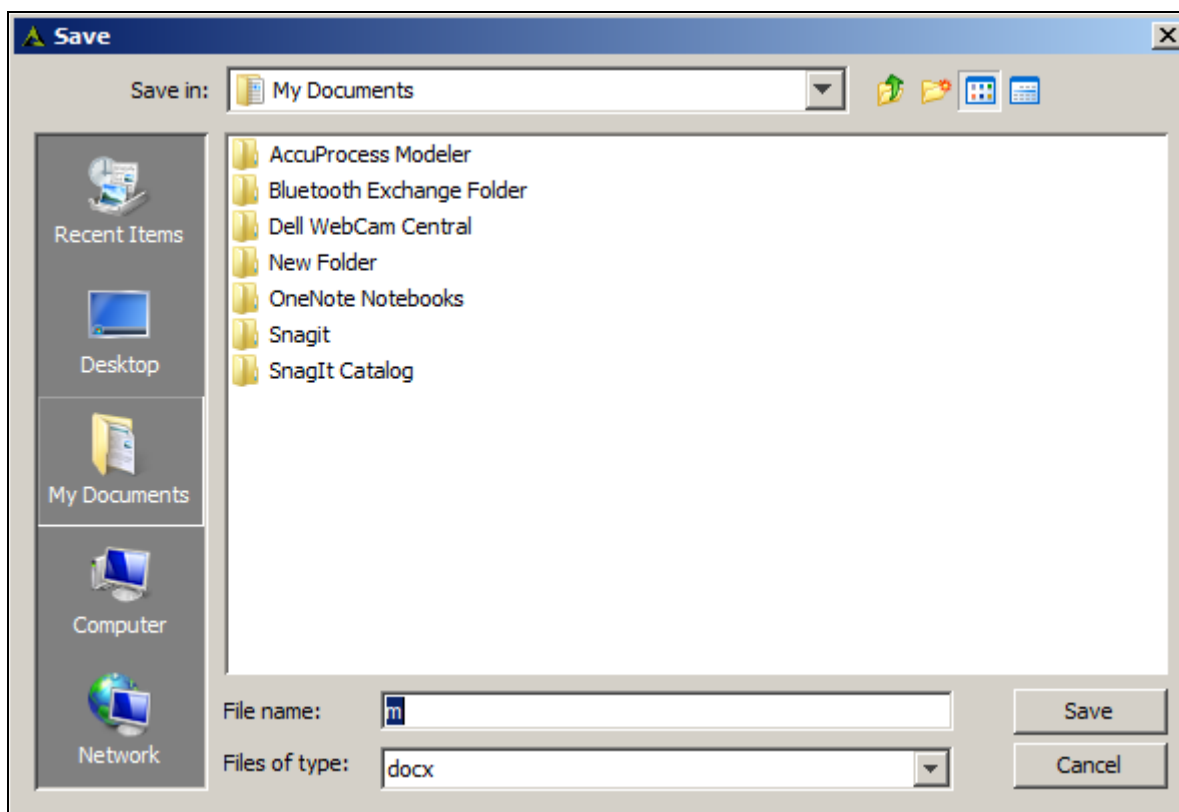 Save
Save in: My Documents
Recent Items
Desktop
My Documents
Computer
Network
AccuProcess Modeler
Bluetooth Exchange Folder
Dell WebCam Central
New Folder
OneNote Notebooks
Snagit
SnagIt Catalog
File name: m
Save
Files of type: docx
Cancel